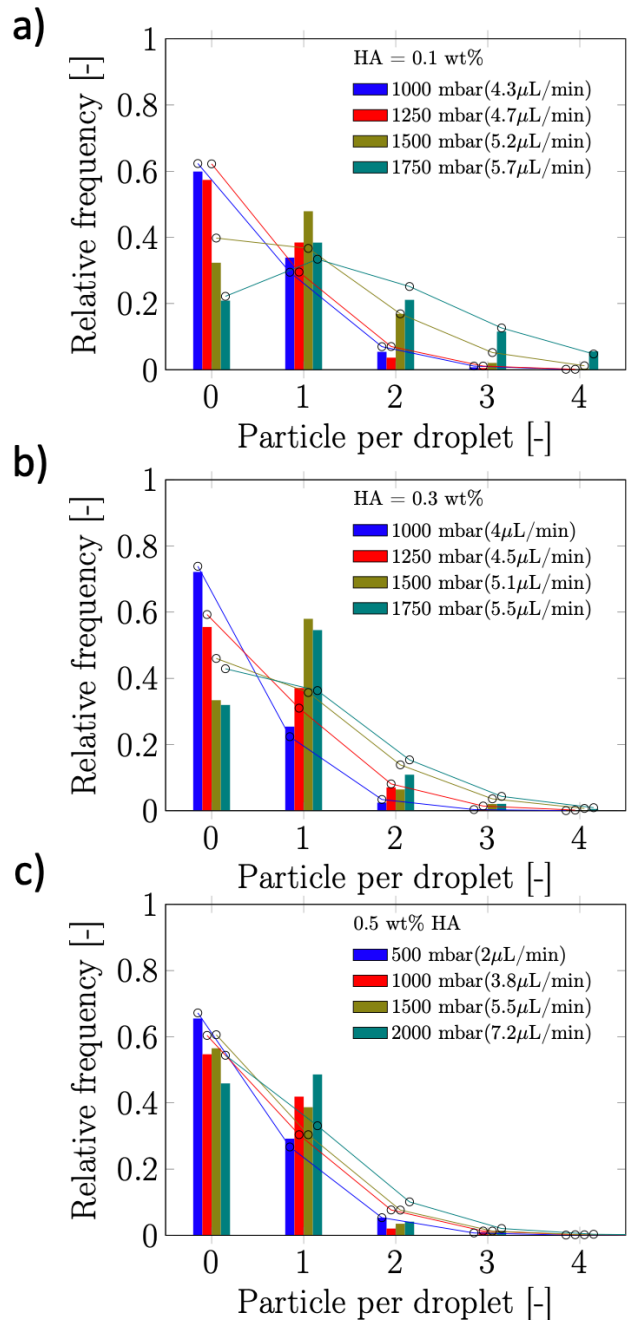 a)
1
0.8
0.6
0.4
0.2
0
Relative frequency [-]
HA = 0.1 wt%
1000 mbar(4.3µL/min)
1250 mbar(4.7µL/min)
1500 mbar(5.2µL/min)
1750 mbar(5.7µL/min)
0 1 2 3 4
Particle per droplet [-]
b)
1
0.8
0.6
0.4
0.2
0
Relative frequency [-]
HA = 0.3 wt%
1000 mbar(4µL/min)
1250 mbar(4.5µL/min)
1500 mbar(5.1µL/min)
1750 mbar(5.5µL/min)
0 1 2 3 4
Particle per droplet [-]
c)
1
0.8
0.6
0.4
0.2
0
Relative frequency [-]
0.5 wt% HA
500 mbar(2µL/min)
1000 mbar(3.8µL/min)
1500 mbar(5.5µL/min)
2000 mbar(7.2µL/min)
0 1 2 3 4
Particle per droplet [-]